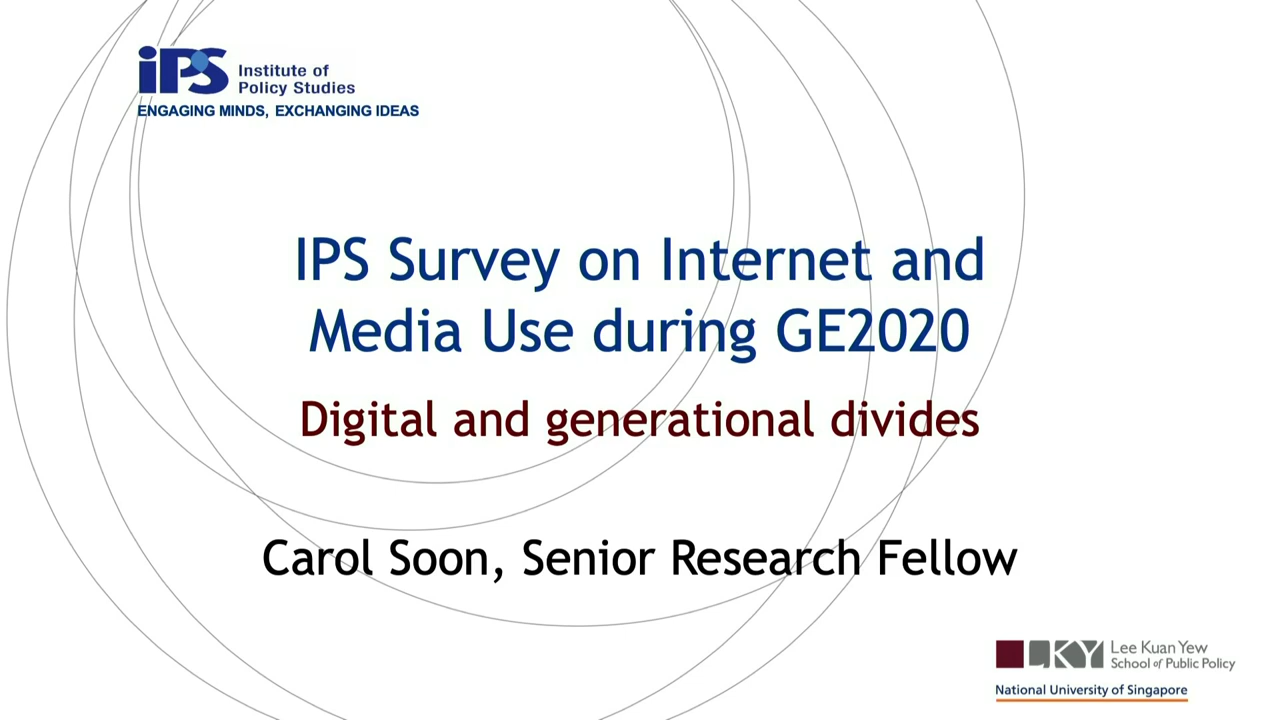 iPS Institute of
Policy Studies
ENGAGING MINDS, EXCHANGING IDEAS
IPS Survey on Internet and
Media Use during GE2020
Digital and generational divides
Carol Soon, Senior Research Fellow
LKY Lee Kuan Yew
School of Public Policy
National University of Singapore